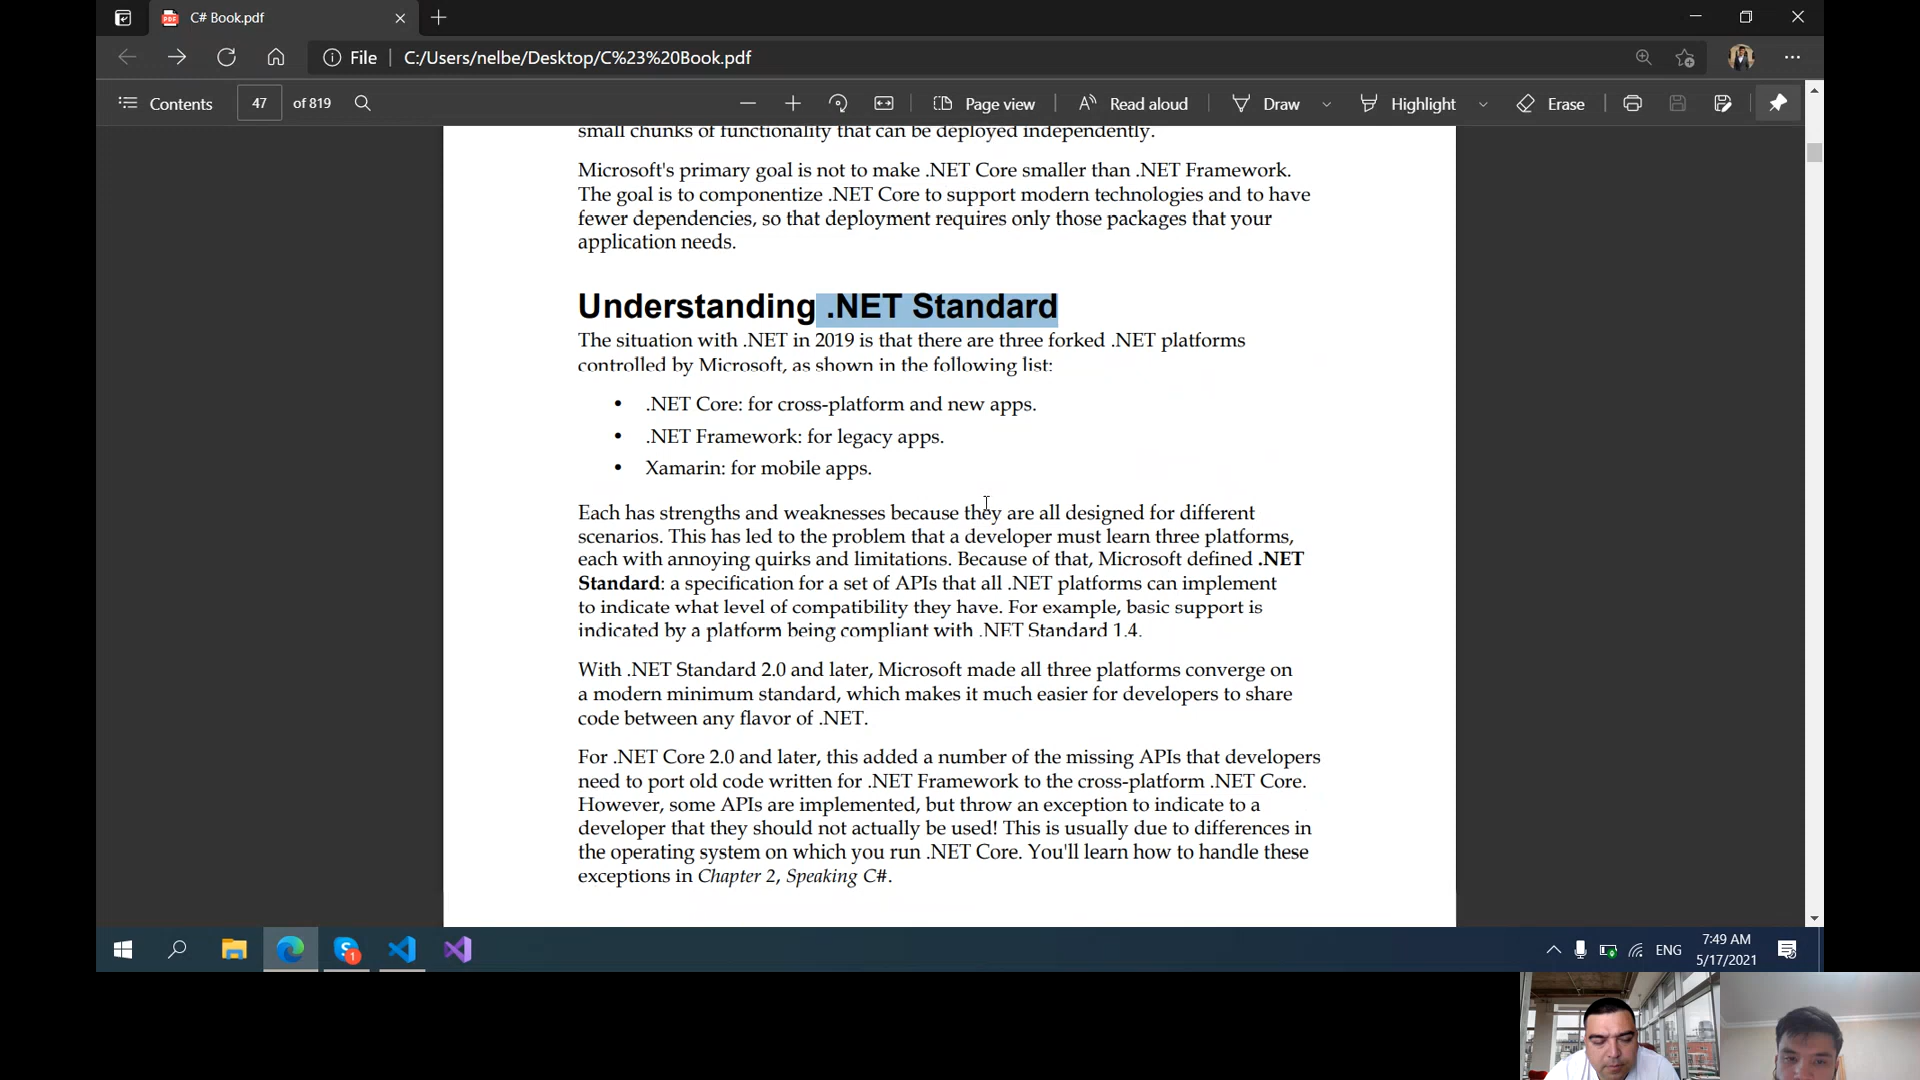 C# Book.pdf
File
C:/Users/nelbe/Desktop/C%23%20Book.pdf
Contents
47
of 819
Page view
Read aloud
Draw
Highlight
Erase
small chunks of functionality that can be deployed independently.
Microsoft's primary goal is not to make .NET Core smaller than .NET Framework.
The goal is to componentize .NET Core to support modern technologies and to have
fewer dependencies, so that deployment requires only those packages that your
application needs.
Understanding .NET Standard
The situation with .NET in 2019 is that there are three forked .NET platforms
controlled by Microsoft, as shown in the following list:
• .NET Core: for cross-platform and new apps.
• .NET Framework: for legacy apps.
• Xamarin: for mobile apps.
Each has strengths and weaknesses because they are all designed for different
scenarios. This has led to the problem that a developer must learn three platforms,
each with annoying quirks and limitations. Because of that, Microsoft defined .NET
Standard: a specification for a set of APIs that all .NET platforms can implement
to indicate what level of compatibility they have. For example, basic support is
indicated by a platform being compliant with .NET Standard 1.4.
With .NET Standard 2.0 and later, Microsoft made all three platforms converge on
a modern minimum standard, which makes it much easier for developers to share
code between any flavor of .NET.
For .NET Core 2.0 and later, this added a number of the missing APIs that developers
need to port old code written for .NET Framework to the cross-platform .NET Core.
However, some APIs are implemented, but throw an exception to indicate to a
developer that they should not actually be used! This is usually due to differences in
the operating system on which you run .NET Core. You'll learn how to handle these
exceptions in Chapter 2, Speaking C#.
ENG
7:49 AM
5/17/2021